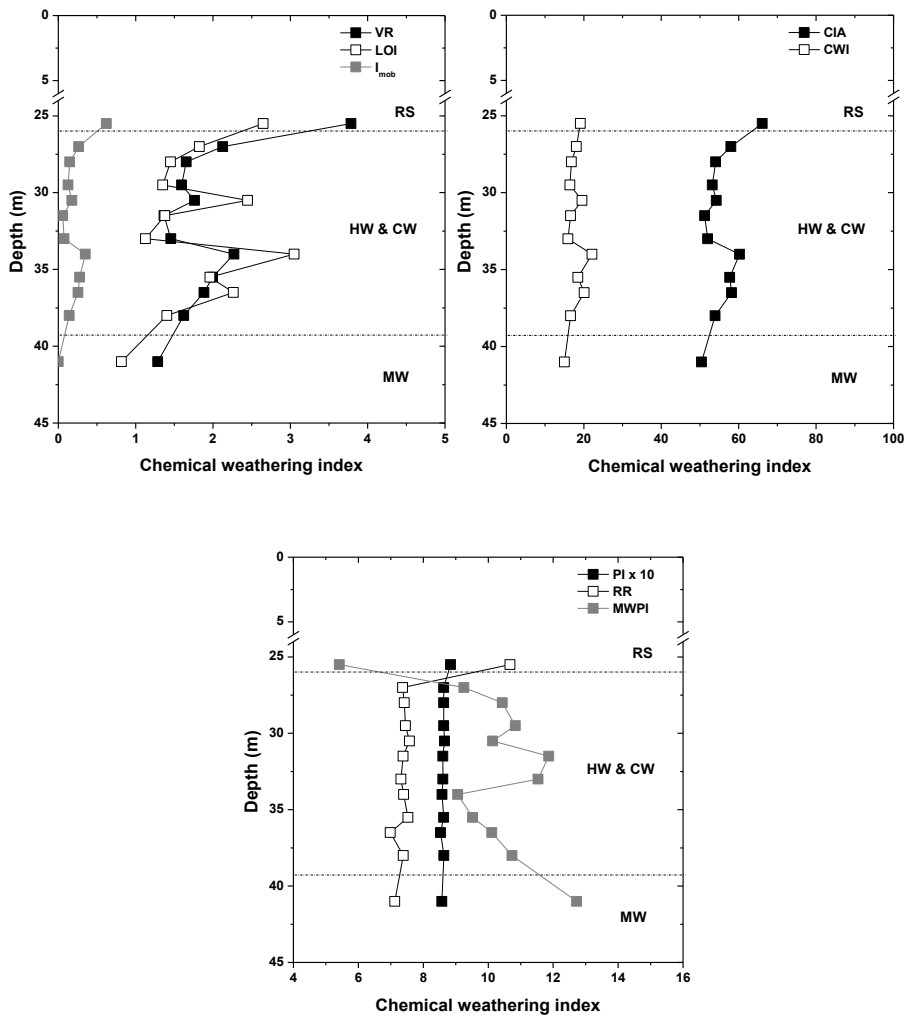 0
5
25
30
35
40
45
Depth (m)
VR
LOI
I_mob
RS
HW & CW
MW
0 1 2 3 4 5
Chemical weathering index
0
5
25
30
35
40
45
Depth (m)
CIA
CWI
RS
HW & CW
MW
0 20 40 60 80 100
Chemical weathering index
0
5
25
30
35
40
45
Depth (m)
PI x 10
RR
MWPI
RS
HW & CW
MW
4 6 8 10 12 14 16
Chemical weathering index